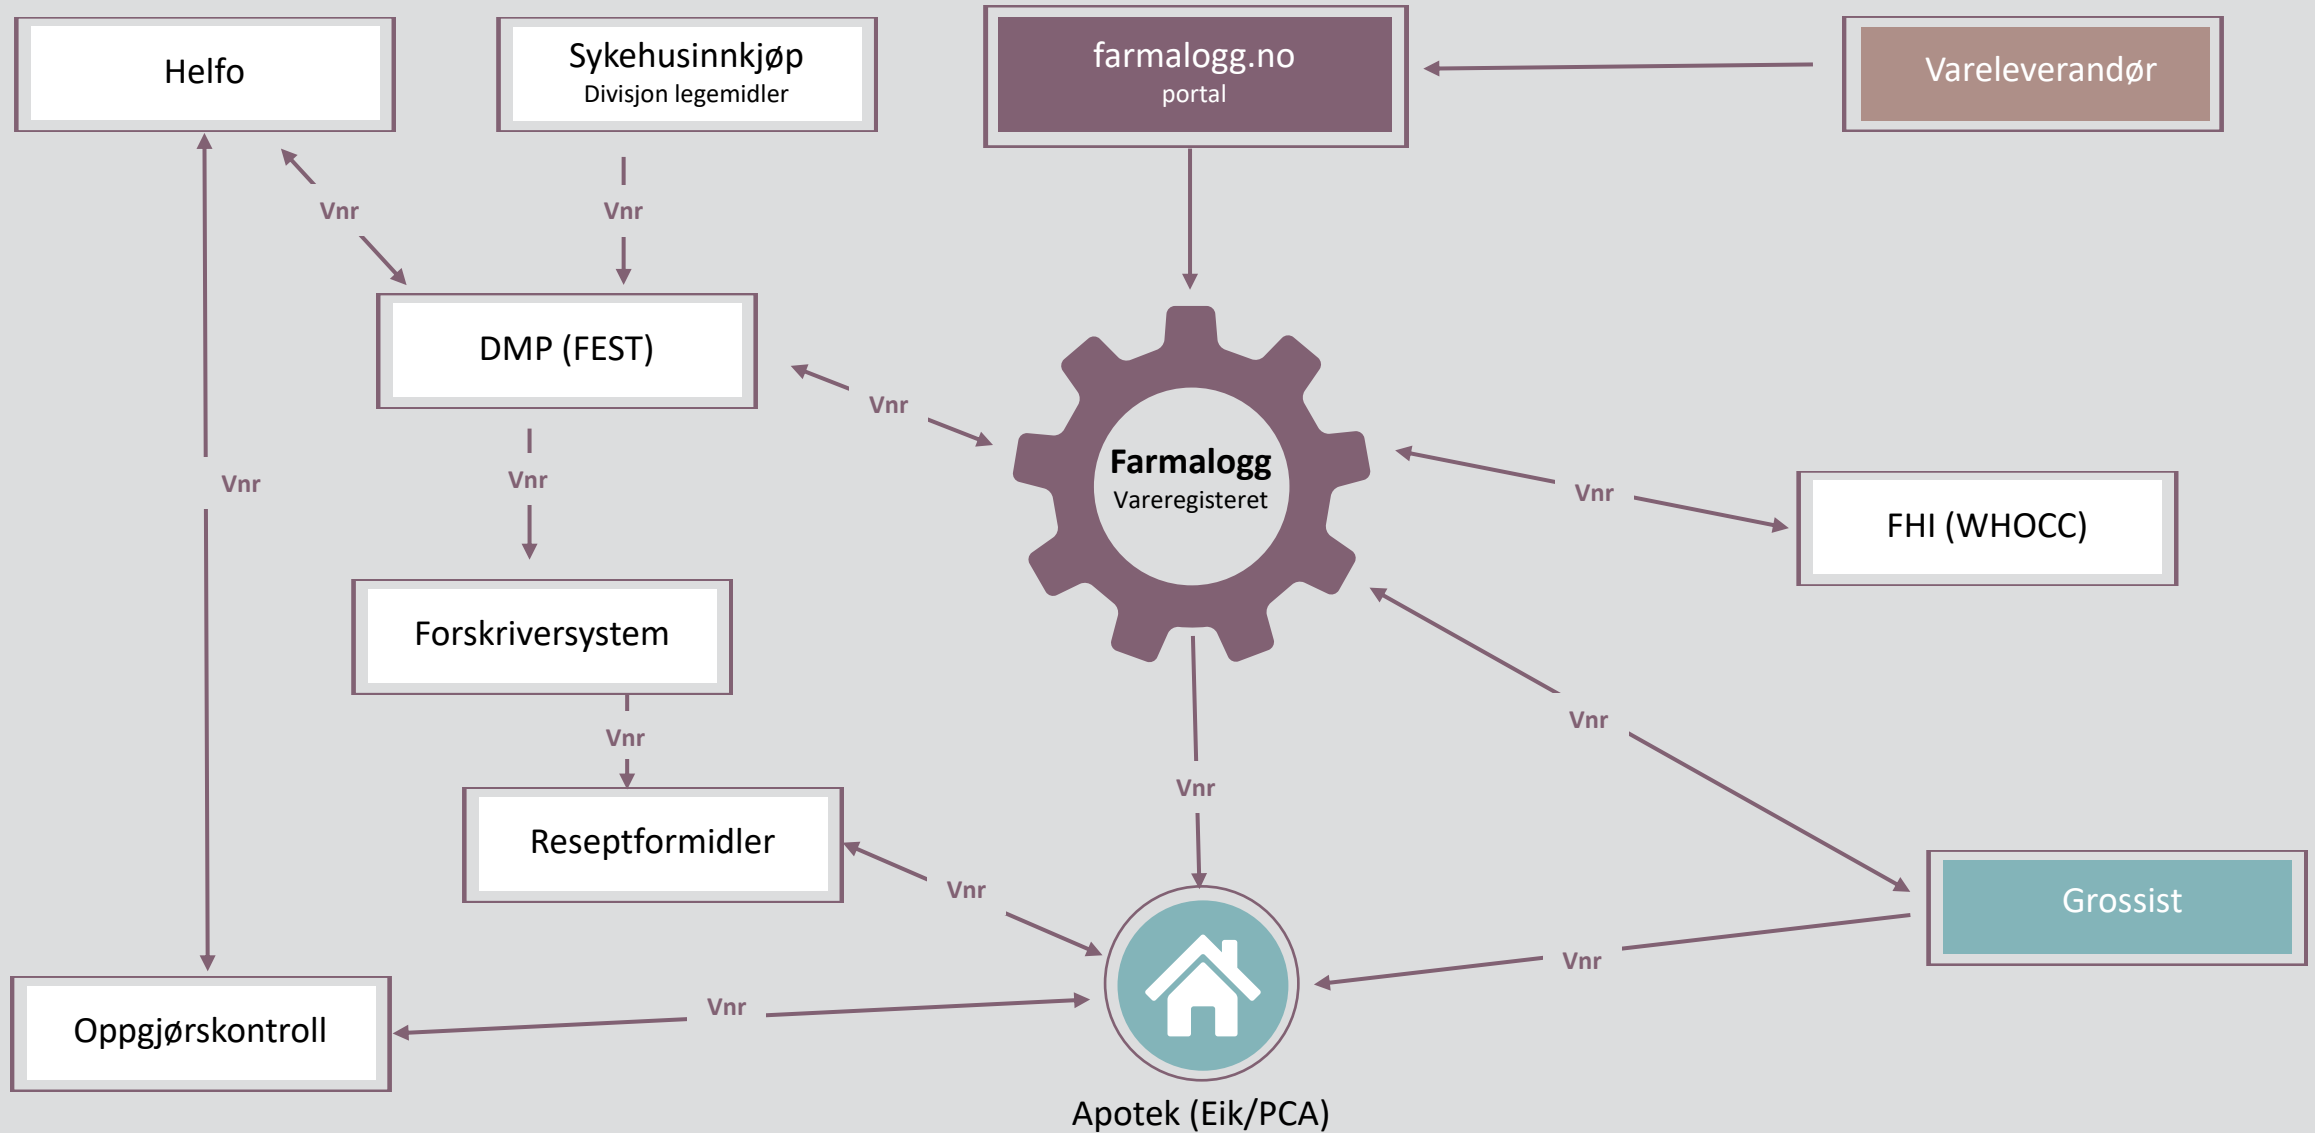 Helfo
Sykehusinnkjøp
Divisjon legemidler
farmalogg.no
portal
Vareleverandør
Vnr
Vnr
DMP (FEST)
Vnr
Farmalogg
Vareregisteret
Vnr
Vnr
Vnr
FHI (WHOCC)
Forskriversystem
Vnr
Vnr
Vnr
Reseptformidler
Vnr
Grossist
Vnr
Vnr
Oppgjørskontroll
Apotek (Eik/PCA)